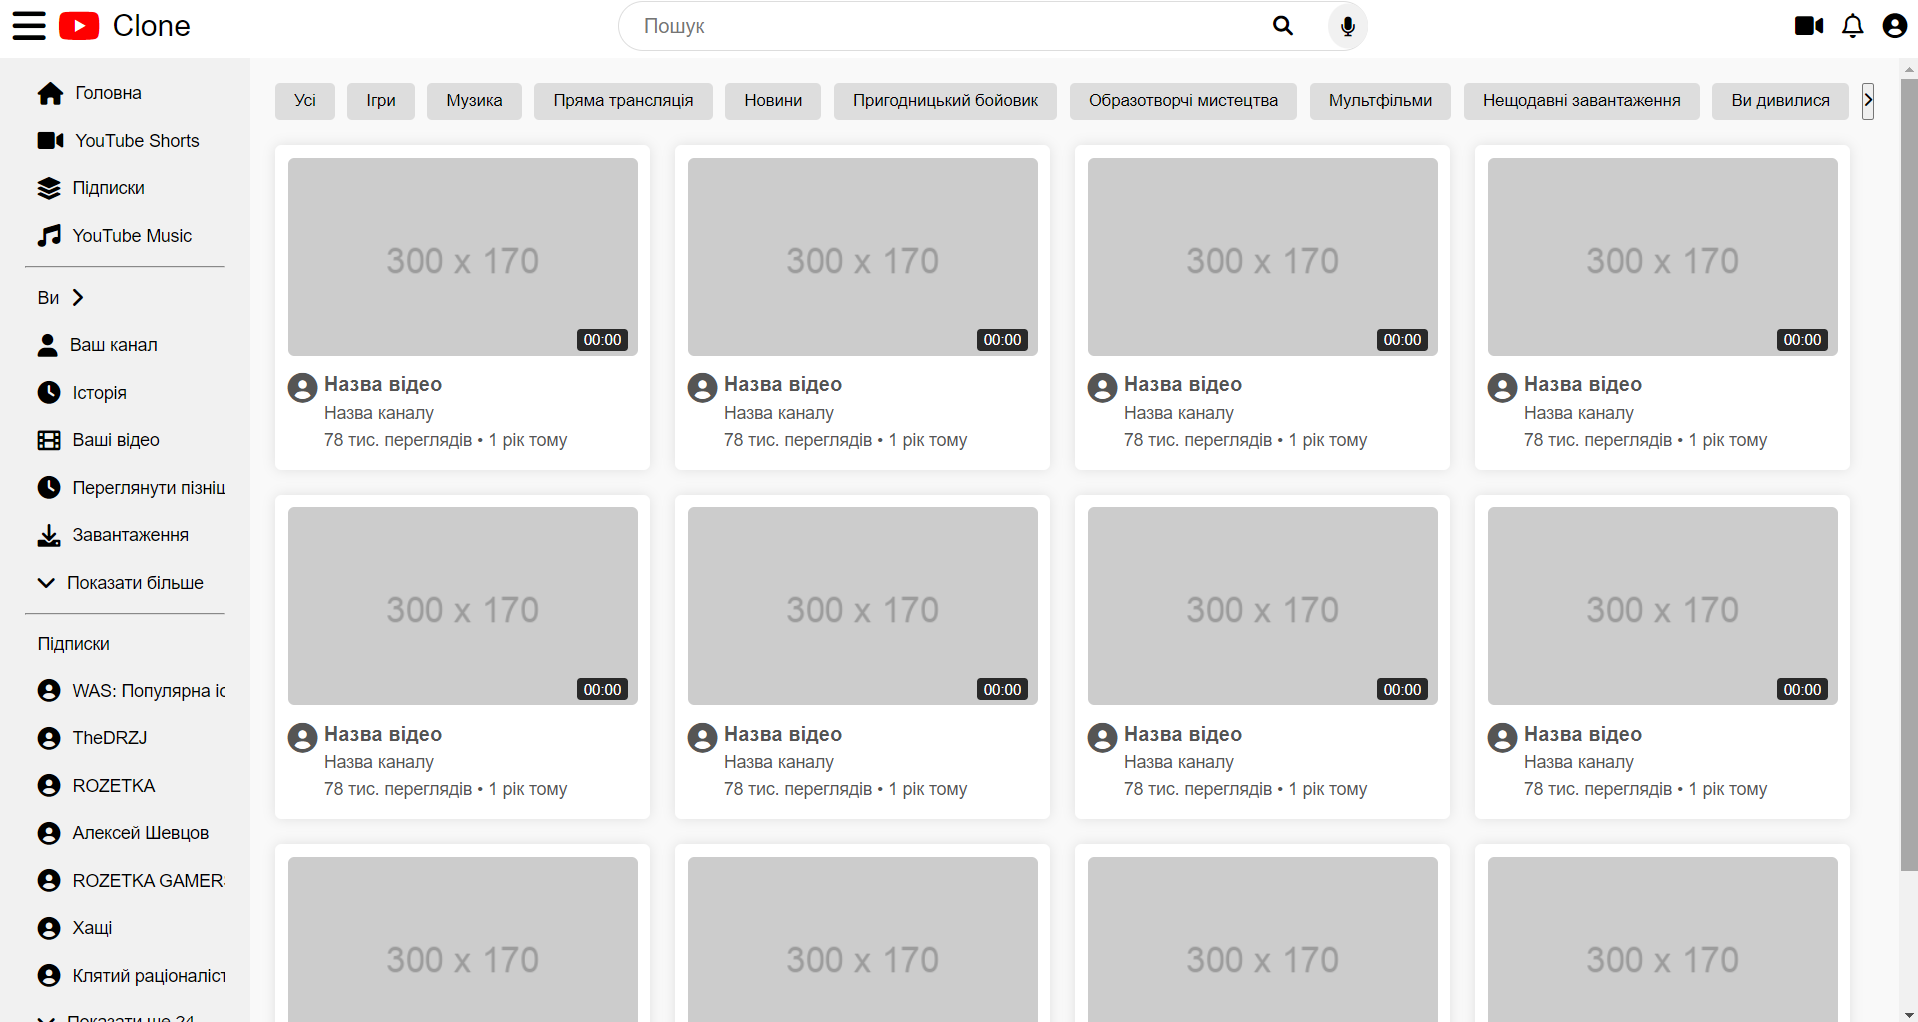 Clone
Пошук
Головна
YouTube Shorts
Підписки
YouTube Music
Ви
Ваш канал
Історія
Ваші відео
Переглянути пізніш
Завантаження
Показати більше
Підписки
WAS: Популярна іс
TheDRZJ
ROZETKA
Алексей Шевцов
ROZETKA GAMERS
Хащі
Клятий раціоналіст
Показати ще 24
Усі
Ігри
Музика
Пряма трансляція
Новини
Пригодницький бойовик
Образотворчі мистецтва
Мультфільми
Нещодавні завантаження
Ви дивилися
300 x 170
00:00
Назва відео
Назва каналу
78 тис. переглядів • 1 рік тому
300 x 170
00:00
Назва відео
Назва каналу
78 тис. переглядів • 1 рік тому
300 x 170
00:00
Назва відео
Назва каналу
78 тис. переглядів • 1 рік тому
300 x 170
00:00
Назва відео
Назва каналу
78 тис. переглядів • 1 рік тому
300 x 170
00:00
Назва відео
Назва каналу
78 тис. переглядів • 1 рік тому
300 x 170
00:00
Назва відео
Назва каналу
78 тис. переглядів • 1 рік тому
300 x 170
00:00
Назва відео
Назва каналу
78 тис. переглядів • 1 рік тому
300 x 170
00:00
Назва відео
Назва каналу
78 тис. переглядів • 1 рік тому
300 x 170
300 x 170
300 x 170
300 x 170